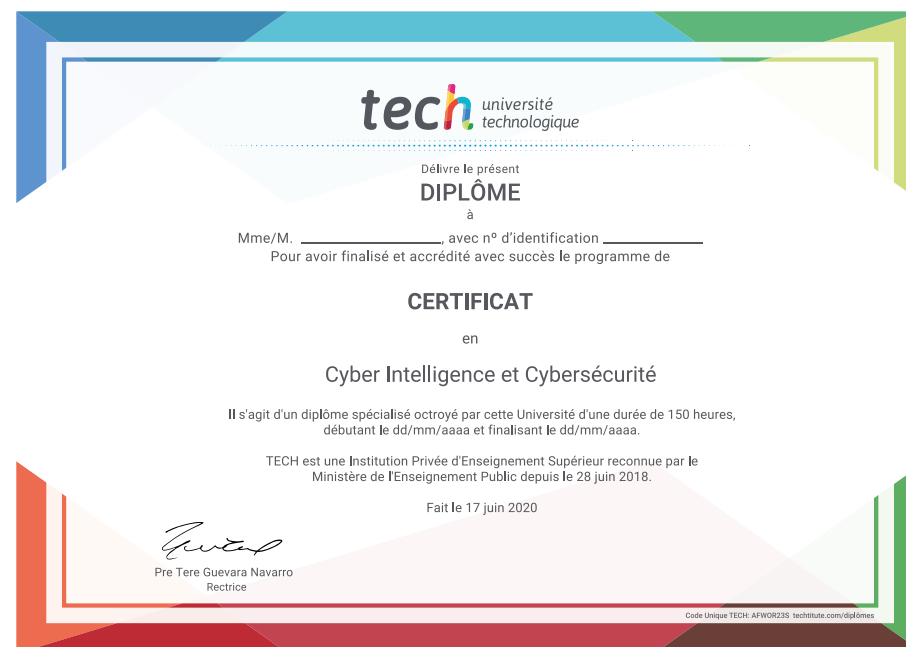 tech université
technologique
Délivre le présent
DIPLÔME
à
Mme/M. ____________________, avec nº d'identification ______________
Pour avoir finalisé et accrédité avec succès le programme de
CERTIFICAT
en
Cyber Intelligence et Cybersécurité
Il s'agit d'un diplôme spécialisé octroyé par cette Université d'une durée de 150 heures,
débutant le dd/mm/aaaa et finalisant le dd/mm/aaaa.
TECH est une Institution Privée d'Enseignement Supérieur reconnue par le
Ministère de l'Enseignement Public depuis le 28 juin 2018.
Fait le 17 juin 2020
Pre Tere Guevara Navarro
Rectrice
Code Unique TECH: AFWOR23S techtitute.com/diplômes